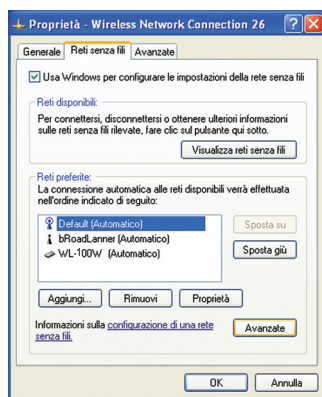 Proprietà - Wireless Network Connection 26
Generale Reti senza fili Avanzate
Usa Windows per configurare le impostazioni della rete senza fili
Reti disponibili:
Per connettersi, disconnettersi o ottenere ulteriori informazioni
sulle reti senza fili rilevate, fare clic sul pulsante qui sotto.
Visualizza reti senza fili
Reti preferite:
La connessione automatica alle reti disponibili verrà effettuata
nell'ordine indicato di seguito:
Default (Automatico)
bRoadLanner (Automatico)
WL-100W (Automatico)
Sposta su
Sposta giù
Aggiungi... Rimuovi Proprietà
Informazioni sulla configurazione di una rete
senza fili.
Avanzate
OK Annulla